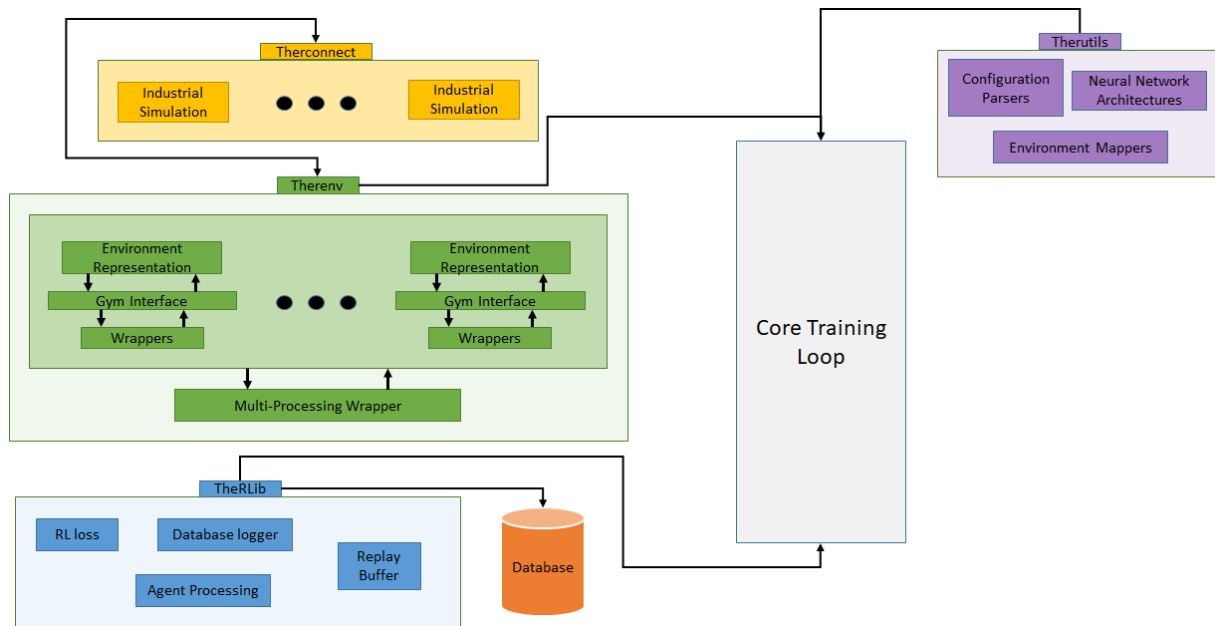 Therconnect
Industrial
Simulation
Industrial
Simulation
Therutils
Configuration
Parsers
Neural Network
Architectures
Environment Mappers
Therenv
Environment
Representation
Gym Interface
Wrappers
Environment
Representation
Gym Interface
Wrappers
Multi-Processing Wrapper
Core Training
Loop
TheRLib
RL loss
Database logger
Replay
Buffer
Agent Processing
Database